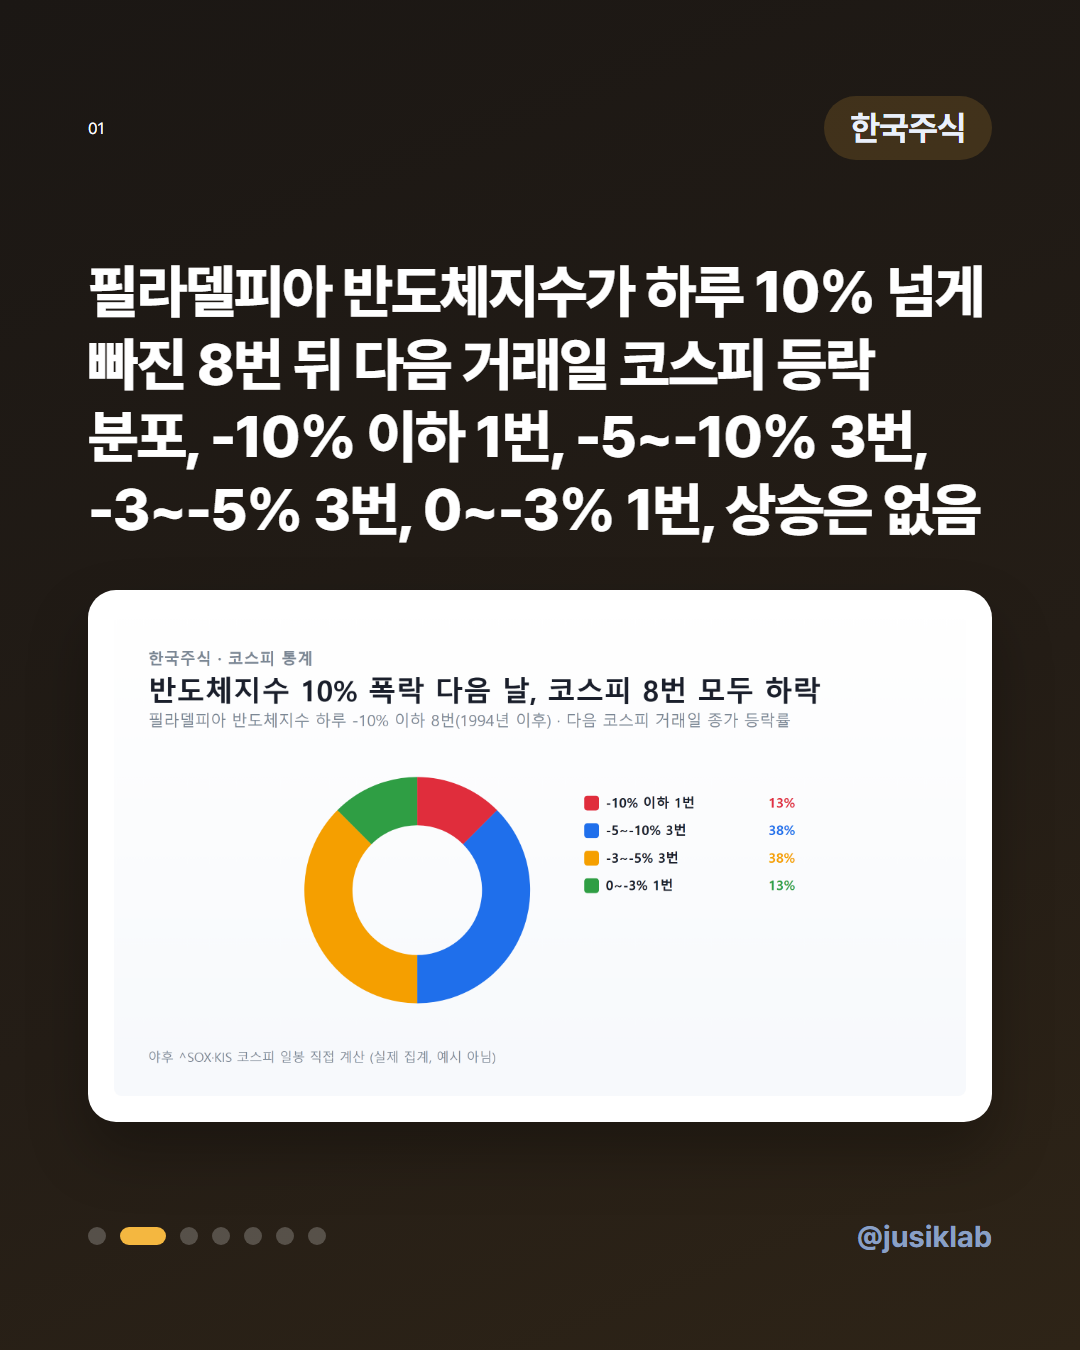 01
한국주식
필라델피아 반도체지수가 하루 10% 넘게
빠진 8번 뒤 다음 거래일 코스피 등락
분포, -10% 이하 1번, -5~-10% 3번,
-3~-5% 3번, 0~-3% 1번, 상승은 없음
한국주식 · 코스피 통계
반도체지수 10% 폭락 다음 날, 코스피 8번 모두 하락
필라델피아 반도체지수 하루 -10% 이하 8번(1994년 이후) · 다음 코스피 거래일 종가 등락률
-10% 이하 1번 13%
-5~-10% 3번 38%
-3~-5% 3번 38%
0~-3% 1번 13%
야후 ^SOX·KIS 코스피 일봉 직접 계산 (실제 집계, 예시 아님)
@jusiklab